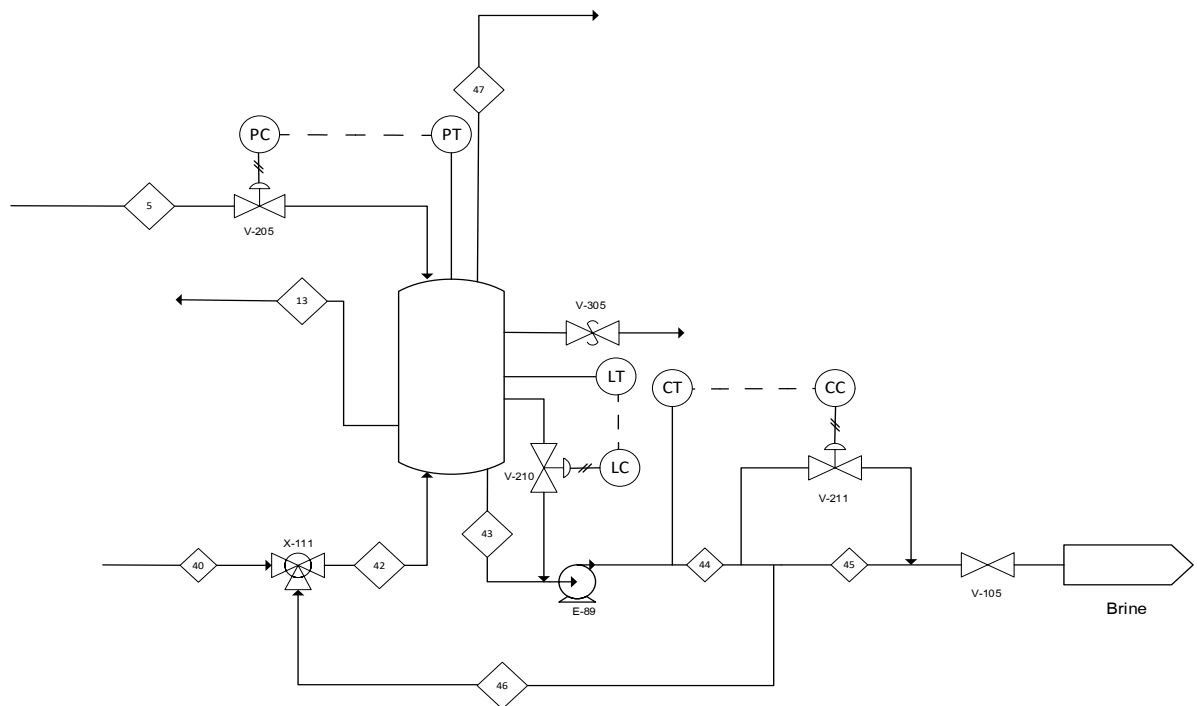 47
PC
PT
5
V-205
13
V-305
LT
CT
CC
V-210
LC
V-211
X-111
43
40
42
44
45
V-105
E-89
Brine
46